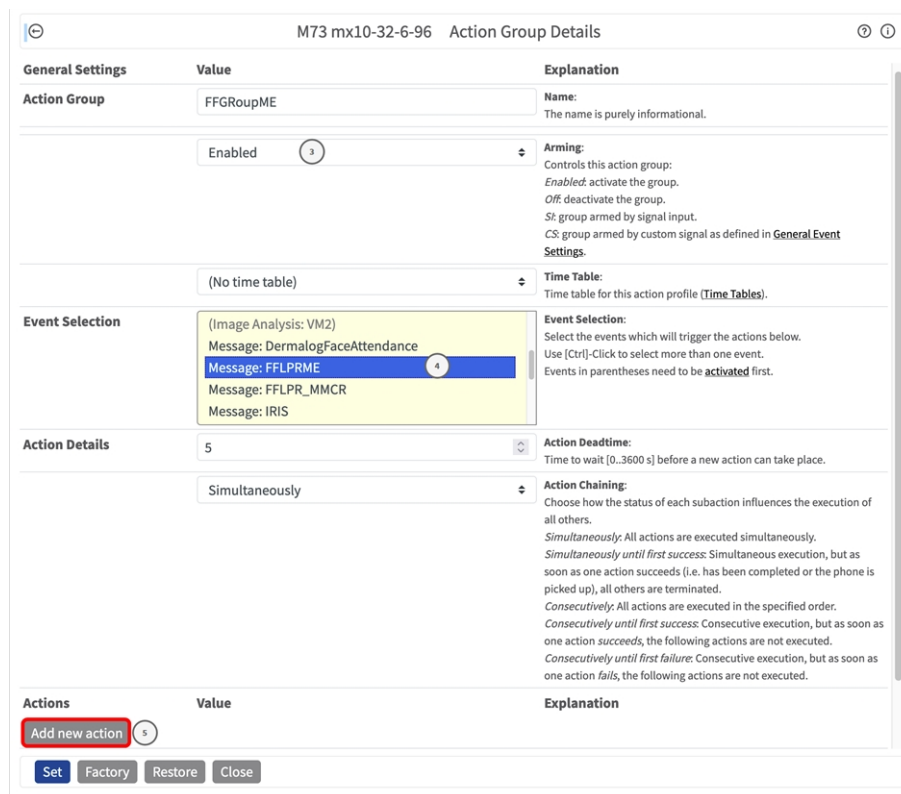 M73 mx10-32-6-96 Action Group Details
General Settings Value Explanation
Action Group
FFGRoupME
Name:
The name is purely informational.
Enabled
3
Arming:
Controls this action group:
Enabled: activate the group.
Off: deactivate the group.
SI: group armed by signal input.
CS: group armed by custom signal as defined in General Event
Settings.
(No time table)
Time Table:
Time table for this action profile (Time Tables).
Event Selection
(Image Analysis: VM2)
Message: DermalogFaceAttendance
Message: FFLPRME
4
Message: FFLPR_MMCR
Message: IRIS
Event Selection:
Select the events which will trigger the actions below.
Use [Ctrl]-Click to select more than one event.
Events in parentheses need to be activated first.
Action Details
5
Action Deadtime:
Time to wait [0..3600 s] before a new action can take place.
Simultaneously
Action Chaining:
Choose how the status of each subaction influences the execution of
all others.
Simultaneously: All actions are executed simultaneously.
Simultaneously until first success: Simultaneous execution, but as
soon as one action succeeds (i.e. has been completed or the phone is
picked up), all others are terminated.
Consecutively: All actions are executed in the specified order.
Consecutively until first success: Consecutive execution, but as soon as
one action succeeds, the following actions are not executed.
Consecutively until first failure: Consecutive execution, but as soon as
one action fails, the following actions are not executed.
Actions Value Explanation
Add new action
5
Set Factory Restore Close